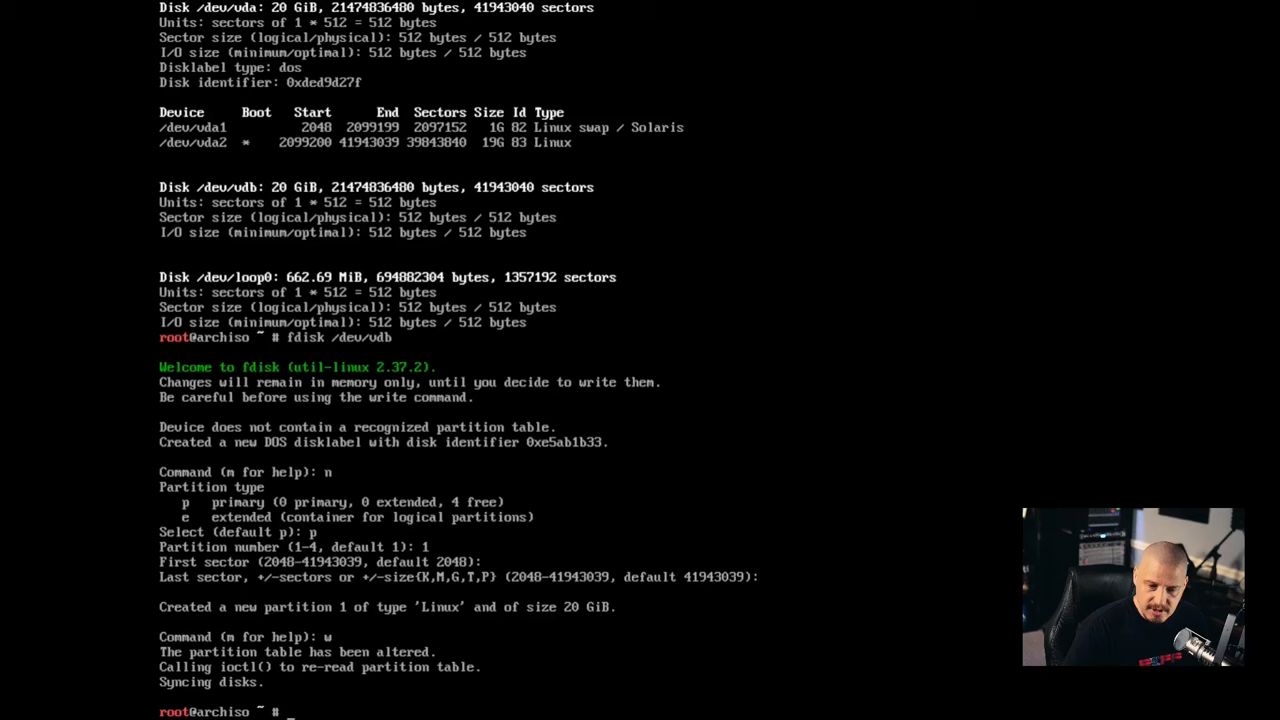 Disk /dev/vda: 20 GiB, 21474836480 bytes, 41943040 sectors
Units: sectors of 1 * 512 = 512 bytes
Sector size (logical/physical): 512 bytes / 512 bytes
I/O size (minimum/optimal): 512 bytes / 512 bytes
Disklabel type: dos
Disk identifier: 0xded9d27f
Device Boot Start End Sectors Size Id Type
/dev/vda1 2048 2099199 2097152 1G 82 Linux swap / Solaris
/dev/vda2 * 2099200 41943039 39843840 19G 83 Linux
Disk /dev/vdb: 20 GiB, 21474836480 bytes, 41943040 sectors
Units: sectors of 1 * 512 = 512 bytes
Sector size (logical/physical): 512 bytes / 512 bytes
I/O size (minimum/optimal): 512 bytes / 512 bytes
Disk /dev/loop0: 662.69 MiB, 694882304 bytes, 1357192 sectors
Units: sectors of 1 * 512 = 512 bytes
Sector size (logical/physical): 512 bytes / 512 bytes
I/O size (minimum/optimal): 512 bytes / 512 bytes
root@archiso ~ # fdisk /dev/vdb
Welcome to fdisk (util-linux 2.37.2).
Changes will remain in memory only, until you decide to write them.
Be careful before using the write command.
Device does not contain a recognized partition table.
Created a new DOS disklabel with disk identifier 0xe5ab1b33.
Command (m for help): n
Partition type
p primary (0 primary, 0 extended, 4 free)
e extended (container for logical partitions)
Select (default p): p
Partition number (1-4, default 1): 1
First sector (2048-41943039, default 2048):
Last sector, +/-sectors or +/-size{K,M,G,T,P} (2048-41943039, default 41943039):
Created a new partition 1 of type 'Linux' and of size 20 GiB.
Command (m for help): w
The partition table has been altered.
Calling ioctl() to re-read partition table.
Syncing disks.
root@archiso ~ # _